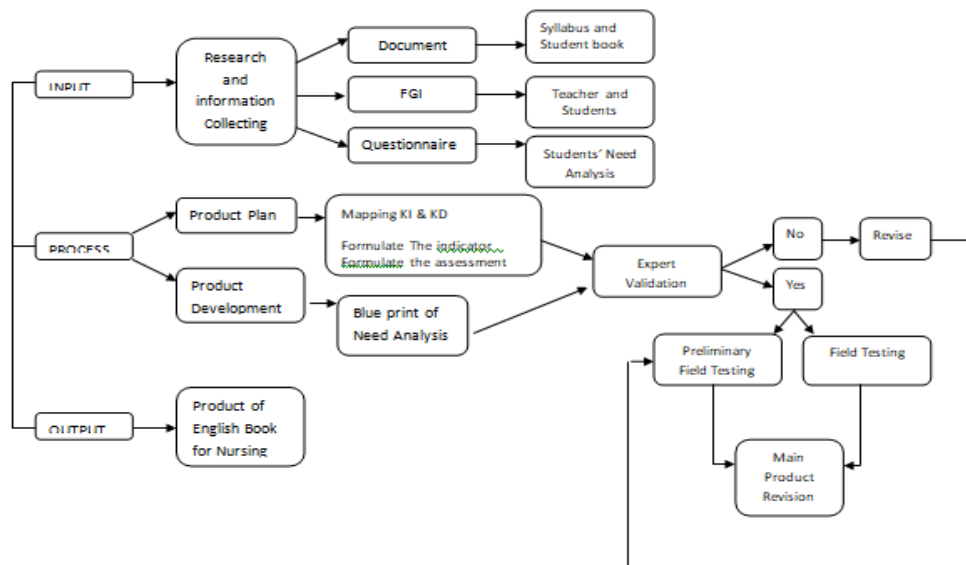 INPUT
Research
and
information
Collecting
Document
Syllabus and
Student book
FGI
Teacher and
Students
Questionnaire
Students' Need
Analysis
PROCESS
Product Plan
Mapping KI & KD
Formulate The indicator
Formulate the assessment
Product
Development
Blue print of
Need Analysis
Expert
Validation
No
Revise
Yes
Preliminary
Field Testing
Field Testing
Main
Product
Revision
OUTPUT
Product of
English Book
for Nursing